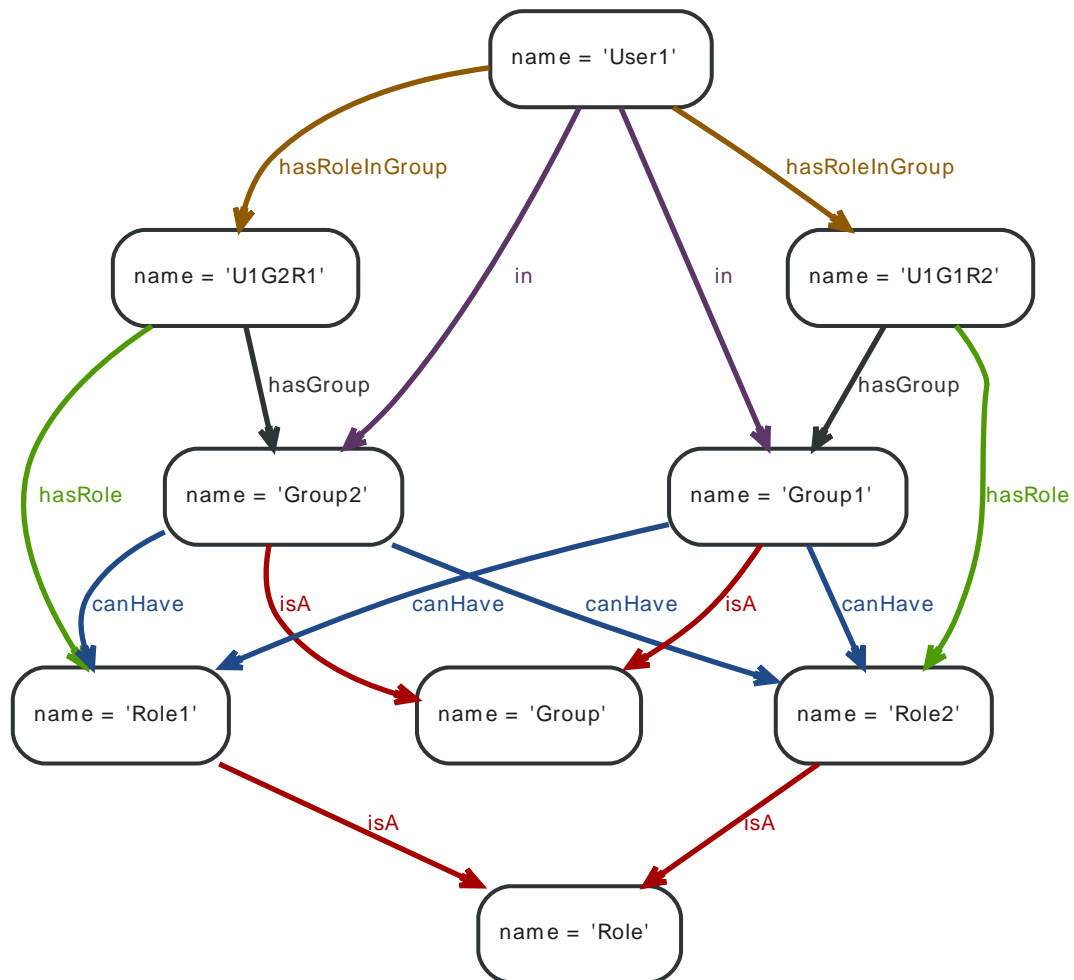 name = 'User1'
hasRoleInGroup
hasRoleInGroup
name = 'U1G2R1'
in
in
name = 'U1G1R2'
hasGroup
hasGroup
hasRole
name = 'Group2'
name = 'Group1'
hasRole
canHave
isA
canHave
canHave
isA
canHave
name = 'Role1'
name = 'Group'
name = 'Role2'
isA
isA
name = 'Role'